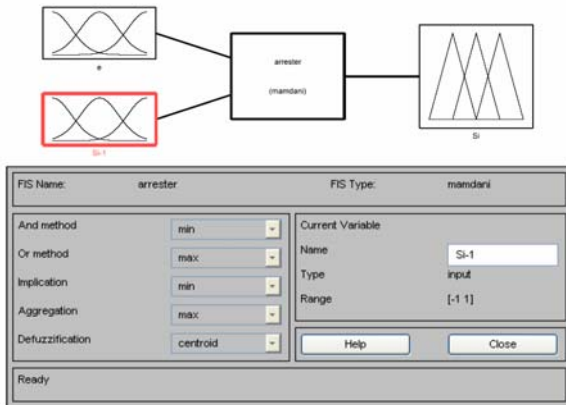 e
arrester
(mamdani)
Si-1
Si
FIS Name: arrester FIS Type: mamdani
And method min
Or method max
Implication min
Aggregation max
Defuzzification centroid
Current Variable
Name Si-1
Type input
Range [-1 1]
Help Close
Ready